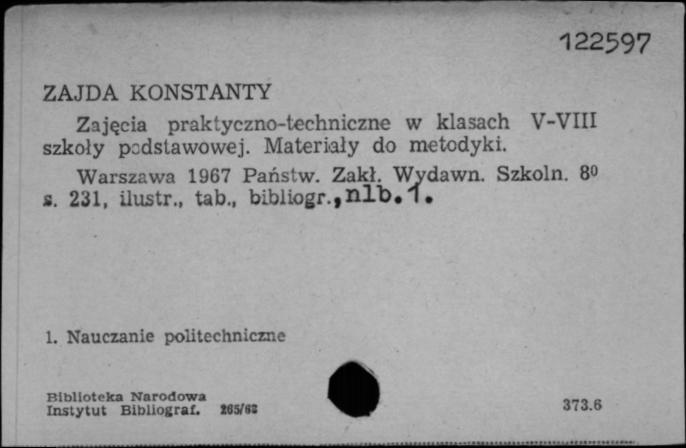 122597
ZAJDA KONSTANTY
Zajęcia praktyczno-techniczne w klasach V-VIII
szkoły podstawowej. Materiały do metodyki.
Warszawa 1967 Państw. Zakł. Wydawn. Szkoln. 8⁰
s. 231, ilustr., tab., bibliogr., nlb. 1.
1. Nauczanie politechniczne
Biblioteka Narodowa
Instytut Bibliograf. 265/68
373.6